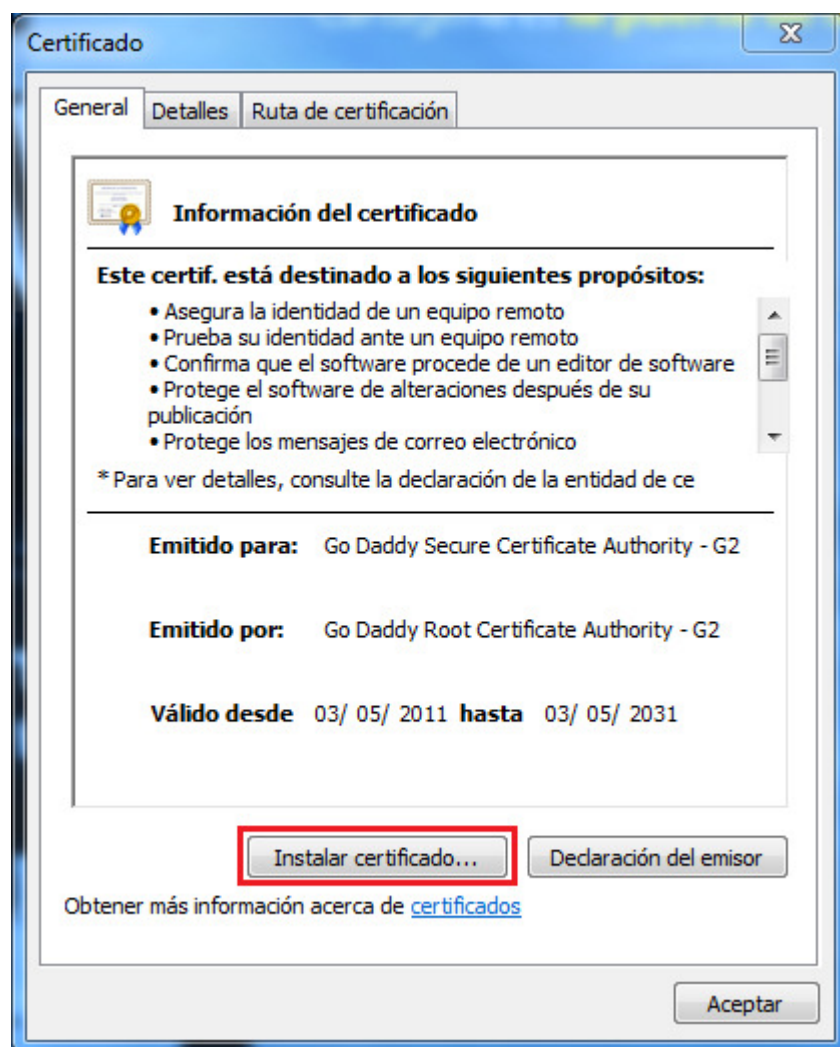 Certificado
General Detalles Ruta de certificación
Información del certificado
Este certif. está destinado a los siguientes propósitos:
• Asegura la identidad de un equipo remoto
• Prueba su identidad ante un equipo remoto
• Confirma que el software procede de un editor de software
• Protege el software de alteraciones después de su
publicación
• Protege los mensajes de correo electrónico
* Para ver detalles, consulte la declaración de la entidad de ce
Emitido para: Go Daddy Secure Certificate Authority - G2
Emitido por: Go Daddy Root Certificate Authority - G2
Válido desde 03/ 05/ 2011 hasta 03/ 05/ 2031
Instalar certificado... Declaración del emisor
Obtener más información acerca de certificados
Aceptar